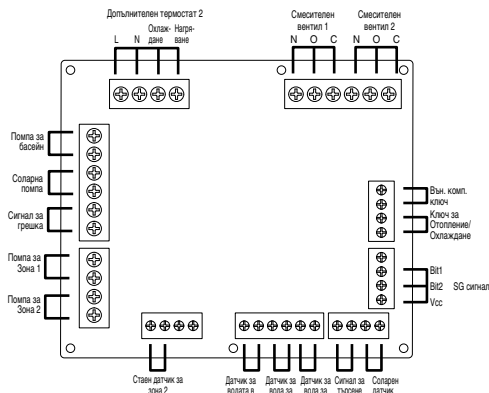 Допълнителен термостат 2
L N Охлаж- Нагря-
дане ване
Смесителен
вентил 1
N O C
Смесителен
вентил 2
N O C
Помпа за
басейн
Соларна
помпа
Сигнал за
грешка
Помпа за
Зона 1
Помпа за
Зона 2
Вън. комп.
ключ
Ключ за
Отопление/
Охлаждане
Bit1
Bit2 SG сигнал
Vcc
Стаен датчик за
зона 2
Датчик за
водата в
Датчик за
вода за
Датчик за
вода за
Сигнал за
търсене
Соларен
датчик